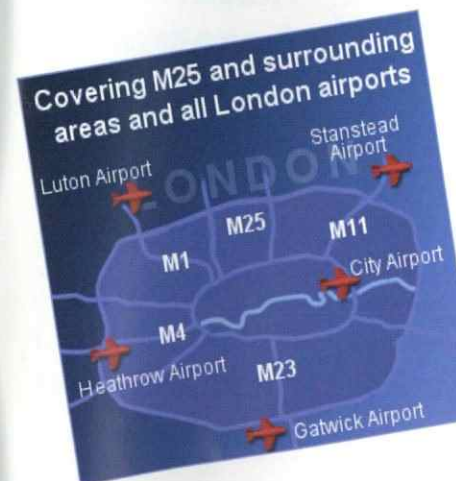 Covering M25 and surrounding
areas and all London airports
Stanstead
Airport
Luton Airport
LONDON
M25
M11
M1
City Airport
M4
Heathrow Airport
M23
Gatwick Airport